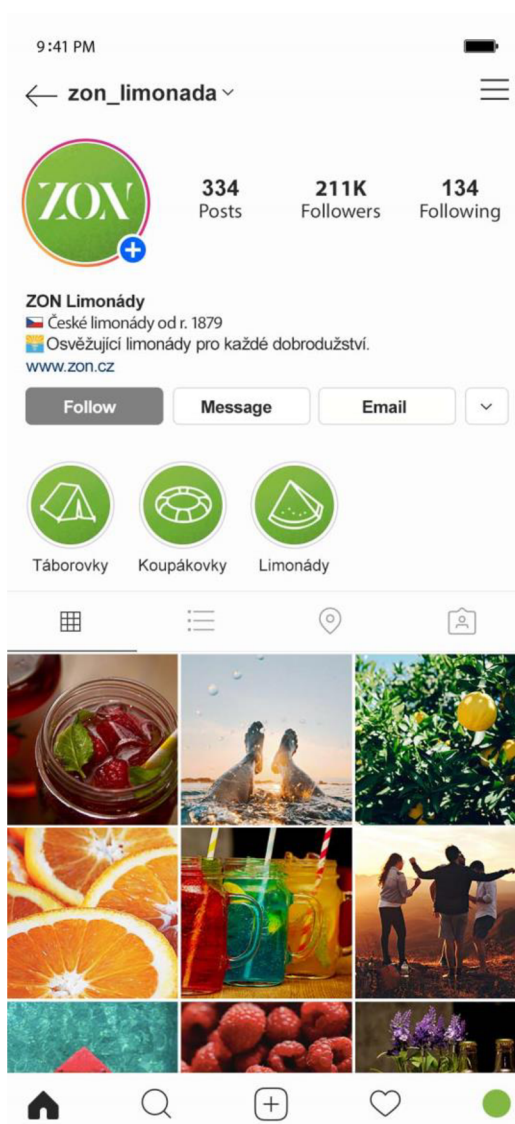 9:41 PM
zon_limonada
ZON
334 211K 134
Posts Followers Following
ZON Limonády
České limonády od r. 1879
Osvěžující limonády pro každé dobrodružství.
www.zon.cz
Follow Message Email
Táborovky Koupákovky Limonády